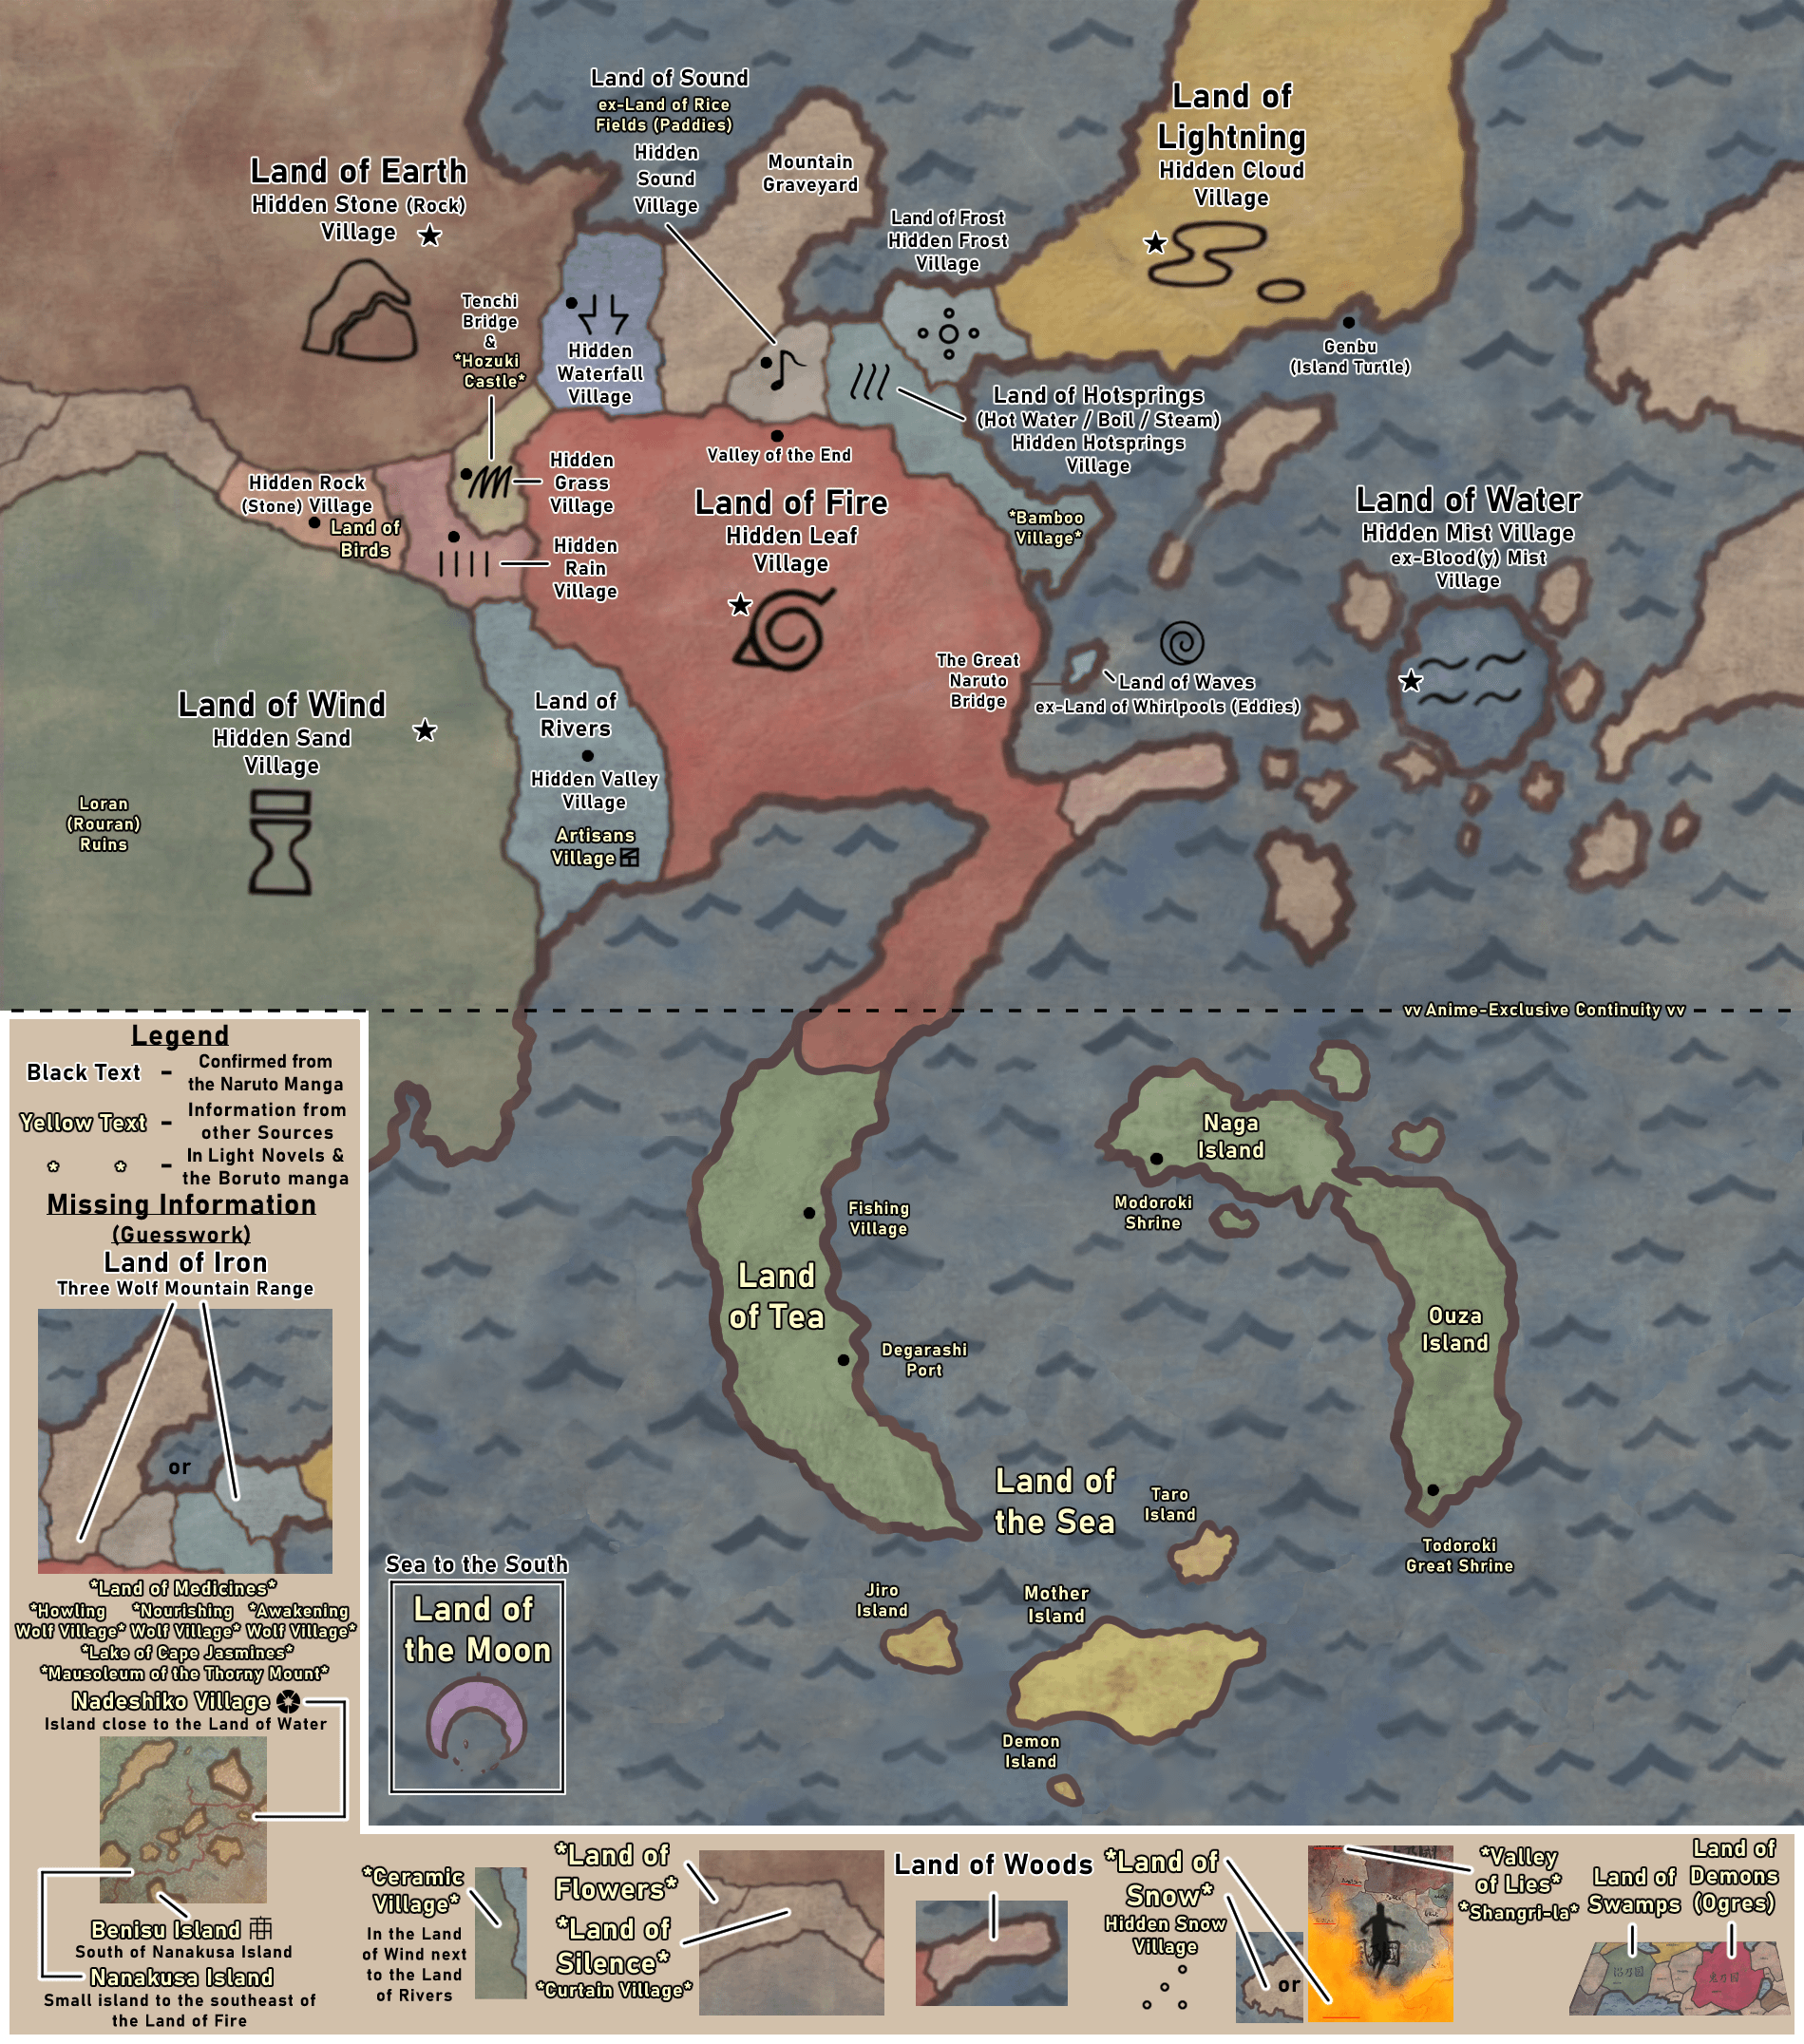 Land of Sound
ex-Land of Rice
Fields (Paddies)
Hidden
Sound
Village
Mountain
Graveyard
Land of
Lightning
Hidden Cloud
Village
Land of Earth
Hidden Stone (Rock)
Village
Land of Frost
Hidden Frost
Village
Tenchi
Bridge
&
*Hozuki
Castle*
Hidden
Waterfall
Village
Genbu
(Island Turtle)
Land of Hotsprings
(Hot Water / Boil / Steam)
Hidden Hotsprings
Village
Valley of the End
Hidden
Grass
Village
Hidden Rock
(Stone) Village
Land of
Birds
Land of Fire
Hidden Leaf
Village
*Bamboo
Village*
Land of Water
Hidden Mist Village
ex-Blood(y) Mist
Village
Hidden
Rain
Village
The Great
Naruto
Bridge
Land of Waves
ex-Land of Whirlpools (Eddies)
Land of Wind
Hidden Sand
Village
Land of
Rivers
Hidden Valley
Village
Artisans
Village
Loran
(Rouran)
Ruins
vv Anime-Exclusive Continuity vv
Legend
Black Text - Confirmed from
the Naruto Manga
Yellow Text - Information from
other Sources
* * - In Light Novels &
the Boruto manga
Missing Information
(Guesswork)
Land of Iron
Three Wolf Mountain Range
or
*Land of Medicines*
*Howling *Nourishing *Awakening
Wolf Village* Wolf Village* Wolf Village*
*Lake of Cape Jasmines*
*Mausoleum of the Thorny Mount*
Nadeshiko Village
Island close to the Land of Water
Benisu Island
South of Nanakusa Island
Nanakusa Island
Small island to the southeast of
the Land of Fire
Naga
Island
Modoroki
Shrine
Fishing
Village
Land
of Tea
Degarashi
Port
Ouza
Island
Todoroki
Great Shrine
Land of
the Sea
Taro
Island
Jiro
Island
Mother
Island
Demon
Island
Sea to the South
Land of
the Moon
*Ceramic
Village*
In the Land
of Wind next
to the Land
of Rivers
*Land of
Flowers*
*Land of
Silence*
*Curtain Village*
Land of Woods
*Land of
Snow*
Hidden Snow
Village
or
*Valley
of Lies*
*Shangri-la*
Land of
Swamps
Land of
Demons
(Ogres)